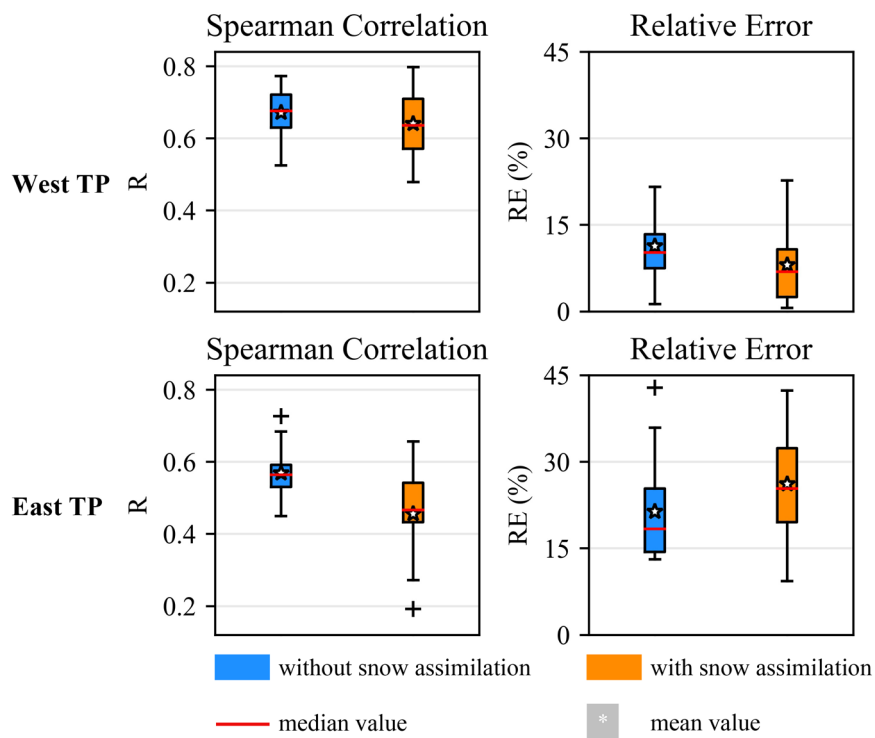 Spearman Correlation
Relative Error
West TP
R
0.8
0.6
0.4
0.2
RE (%)
45
30
15
0
Spearman Correlation
Relative Error
East TP
R
0.8
0.6
0.4
0.2
RE (%)
45
30
15
0
without snow assimilation
with snow assimilation
median value
* mean value